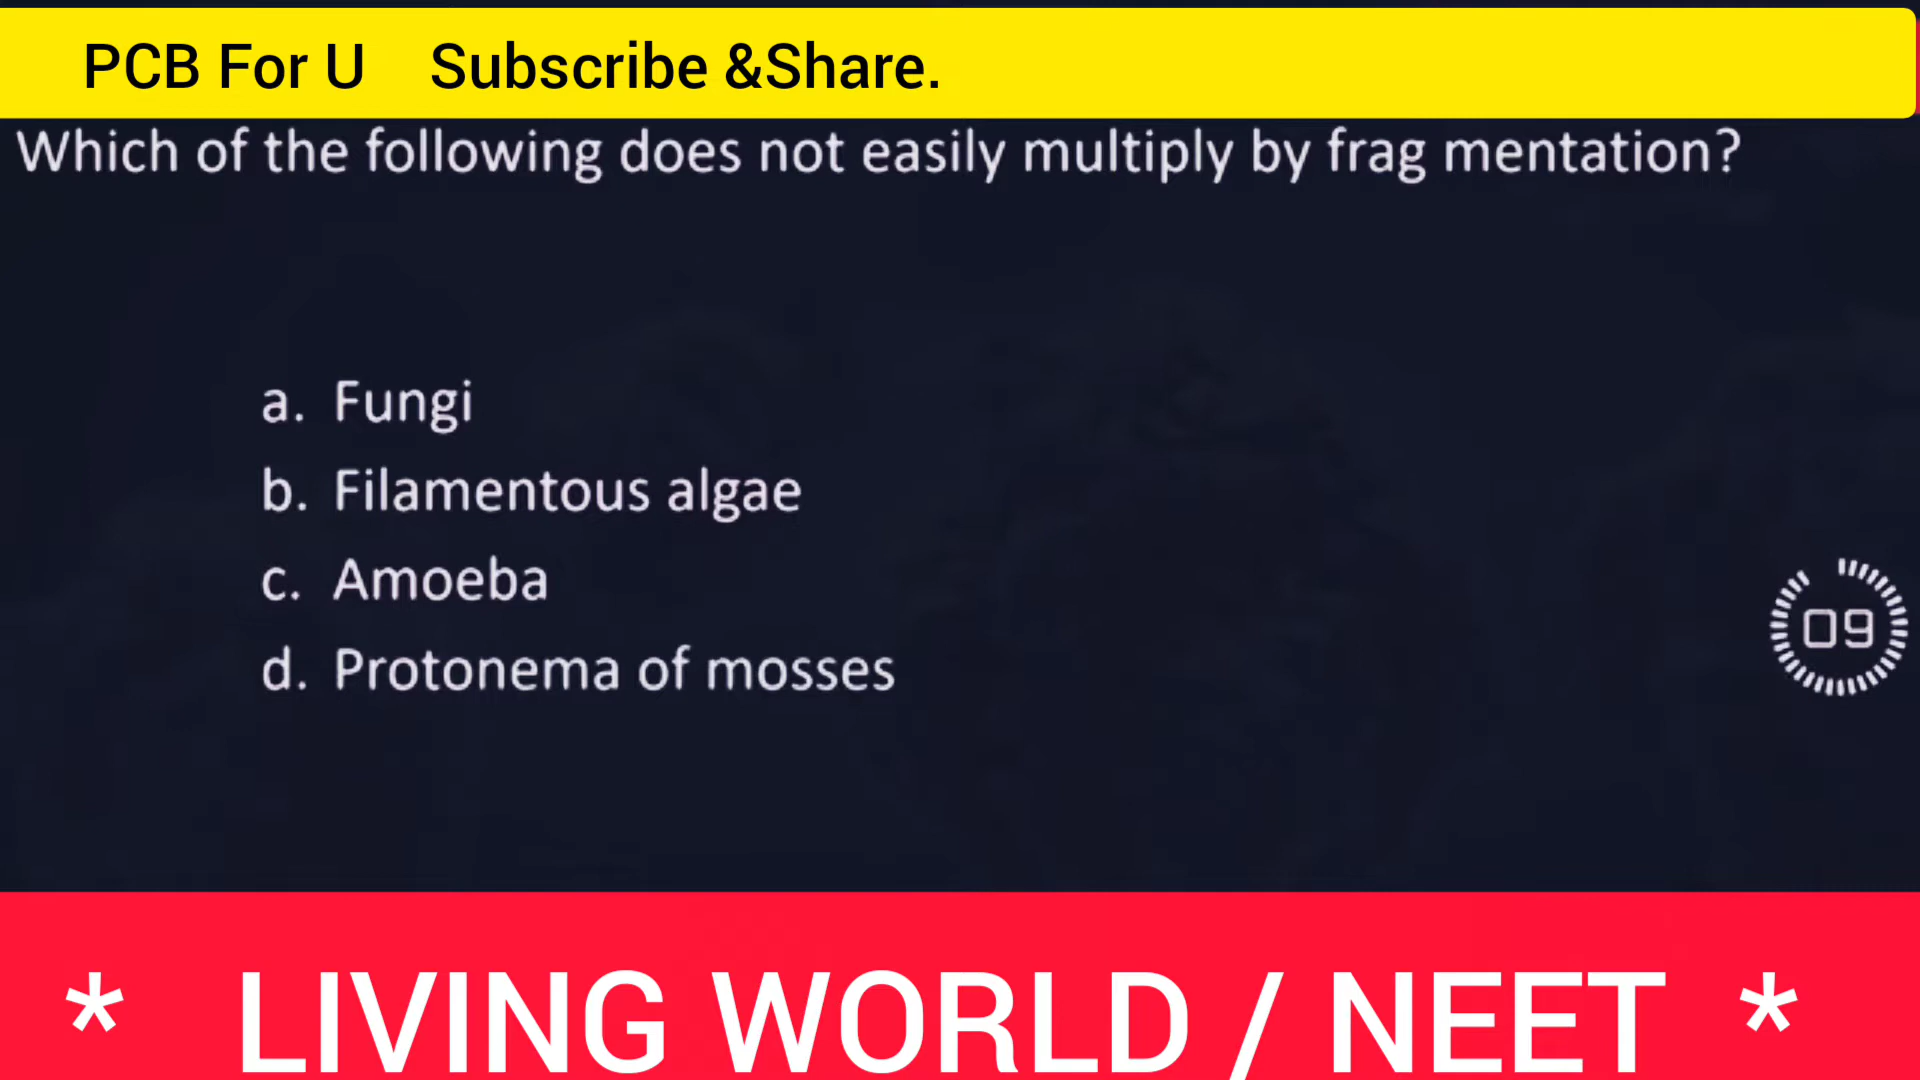 PCB For U Subscribe &Share.
Which of the following does not easily multiply by frag mentation?
a. Fungi
b. Filamentous algae
c. Amoeba
d. Protonema of mosses
09
* LIVING WORLD / NEET *